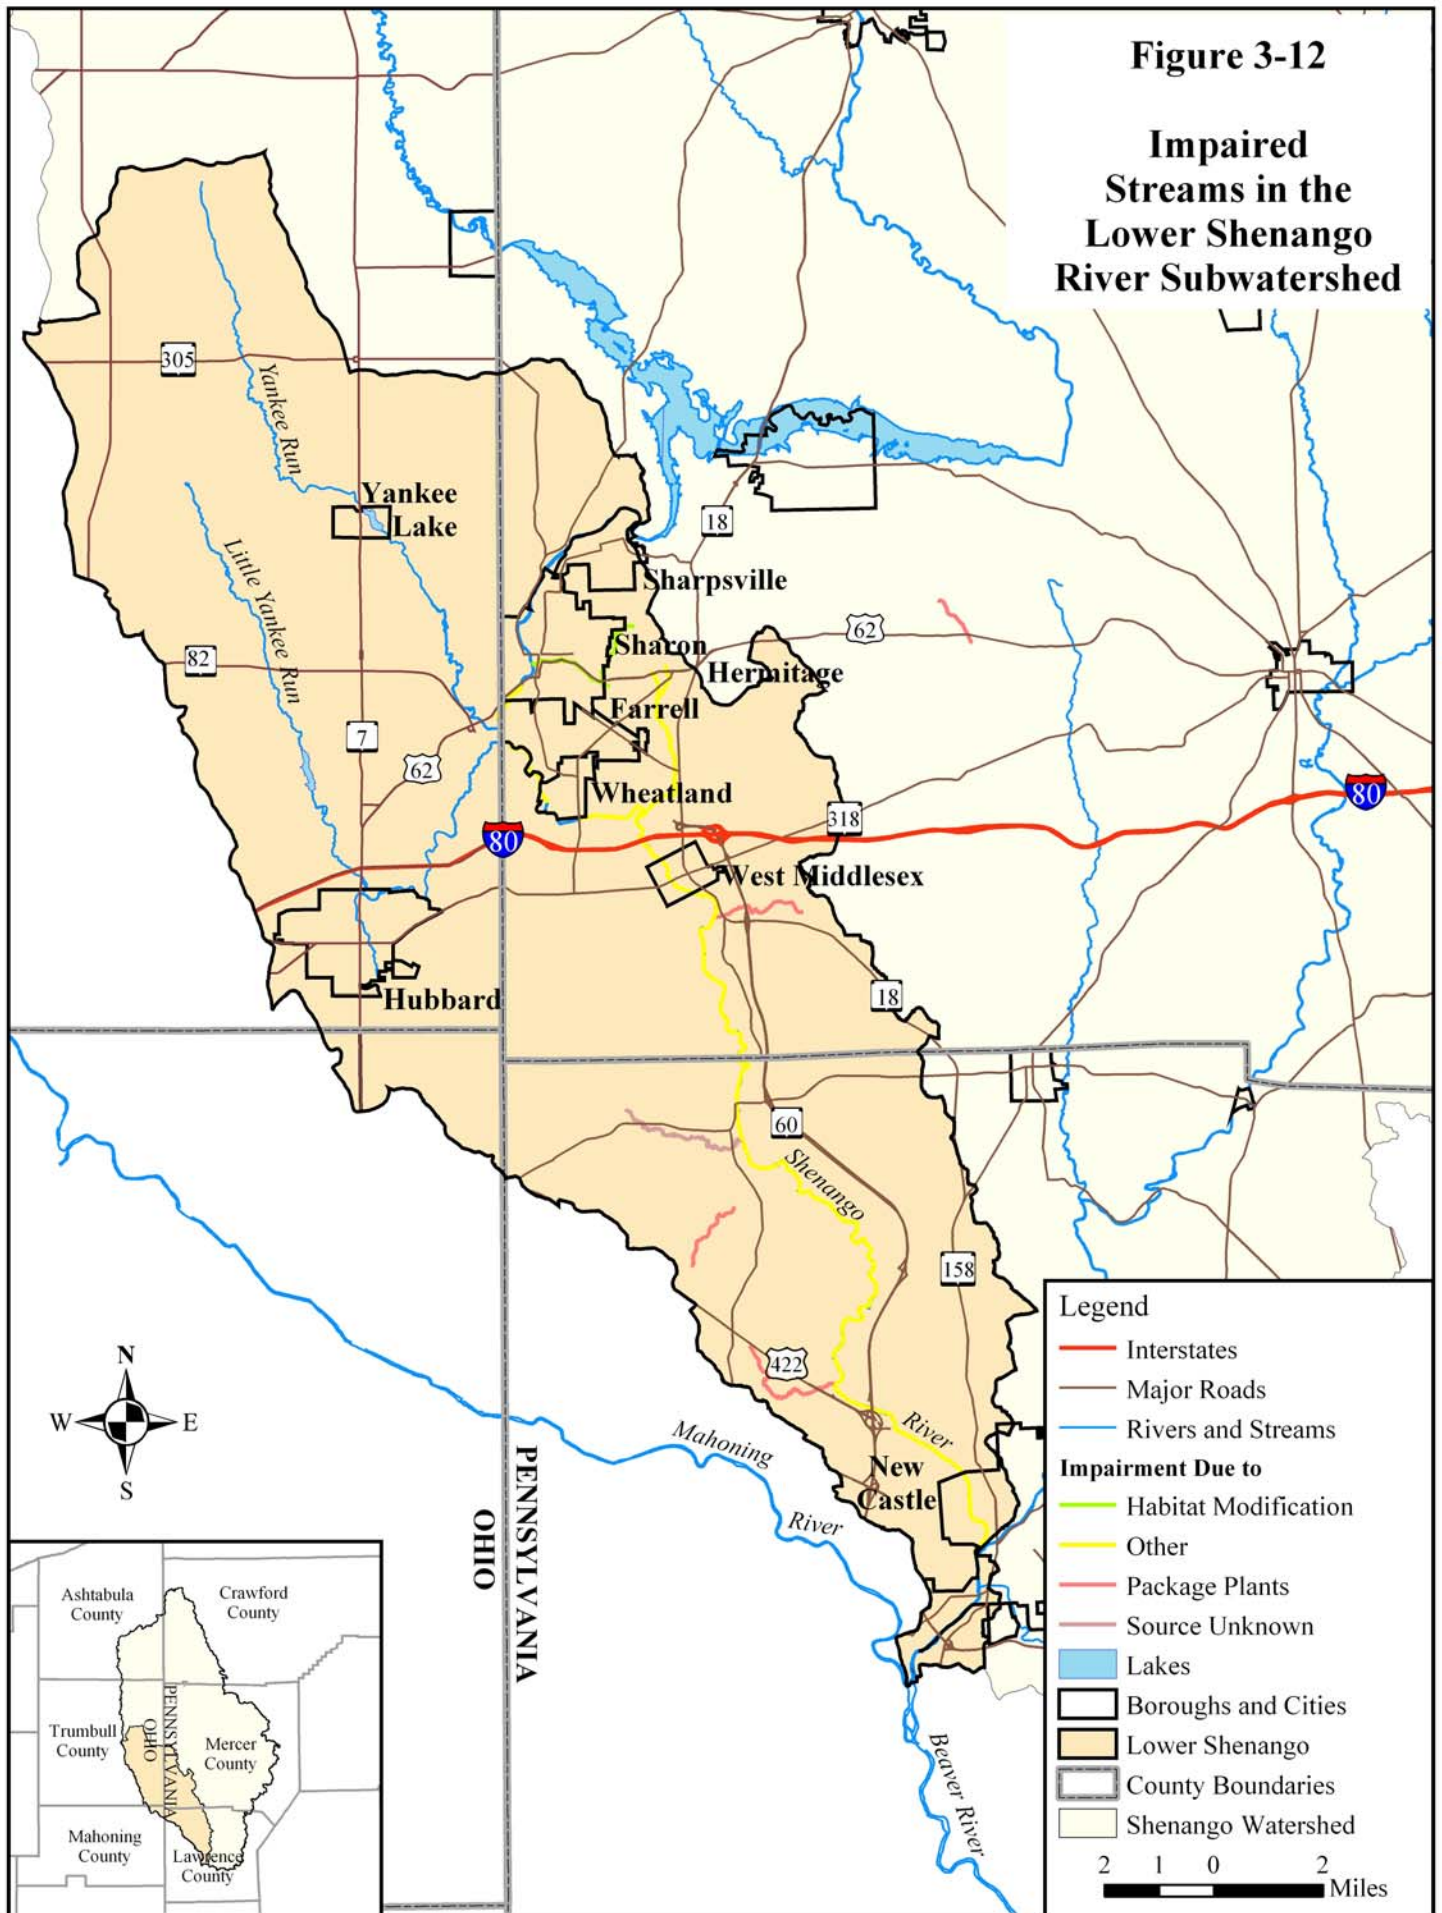 Figure 3-12
Impaired
Streams in the
Lower Shenango
River Subwatershed
305
Yankee Run
Yankee
Lake
18
Little Yankee Run
Sharpsville
62
Sharon
82
Hermitage
Farrell
7
62
Wheatland
80
318
80
West Middlesex
18
Hubbard
60
Shenango
158
422
River
Mahoning
River
New
Castle
PENNSYLVANIA
OHIO
Beaver River
N
W
E
S
Ashtabula
County
Crawford
County
PENNSYLVANIA
OHIO
Trumbull
County
Mercer
County
Mahoning
County
Lawrence
County
Legend
Interstates
Major Roads
Rivers and Streams
Impairment Due to
Habitat Modification
Other
Package Plants
Source Unknown
Lakes
Boroughs and Cities
Lower Shenango
County Boundaries
Shenango Watershed
2 1 0 2
Miles